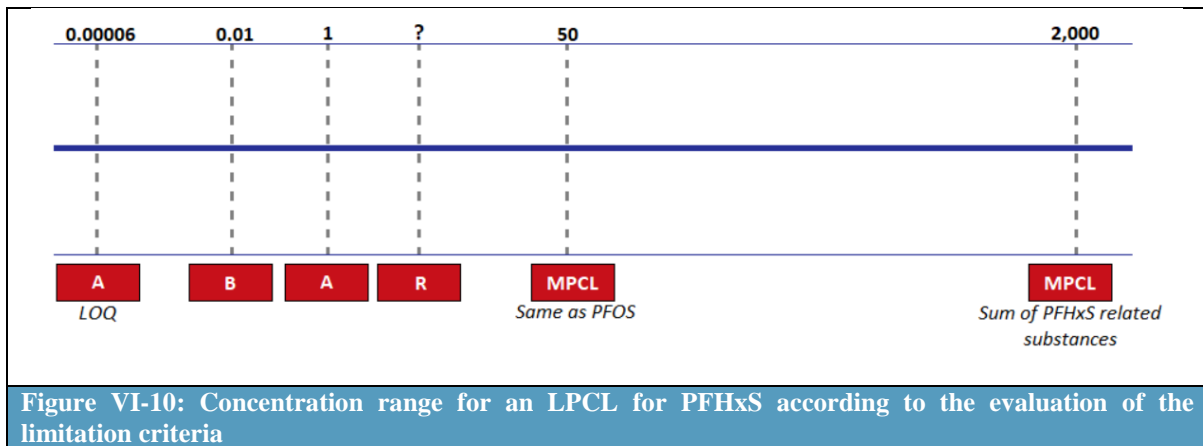 0.00006 0.01 1 ? 50 2,000
A B A R MPCL MPCL
LOQ Same as PFOS Sum of PFHxS related
substances
Figure VI-10: Concentration range for an LPCL for PFHxS according to the evaluation of the
limitation criteria